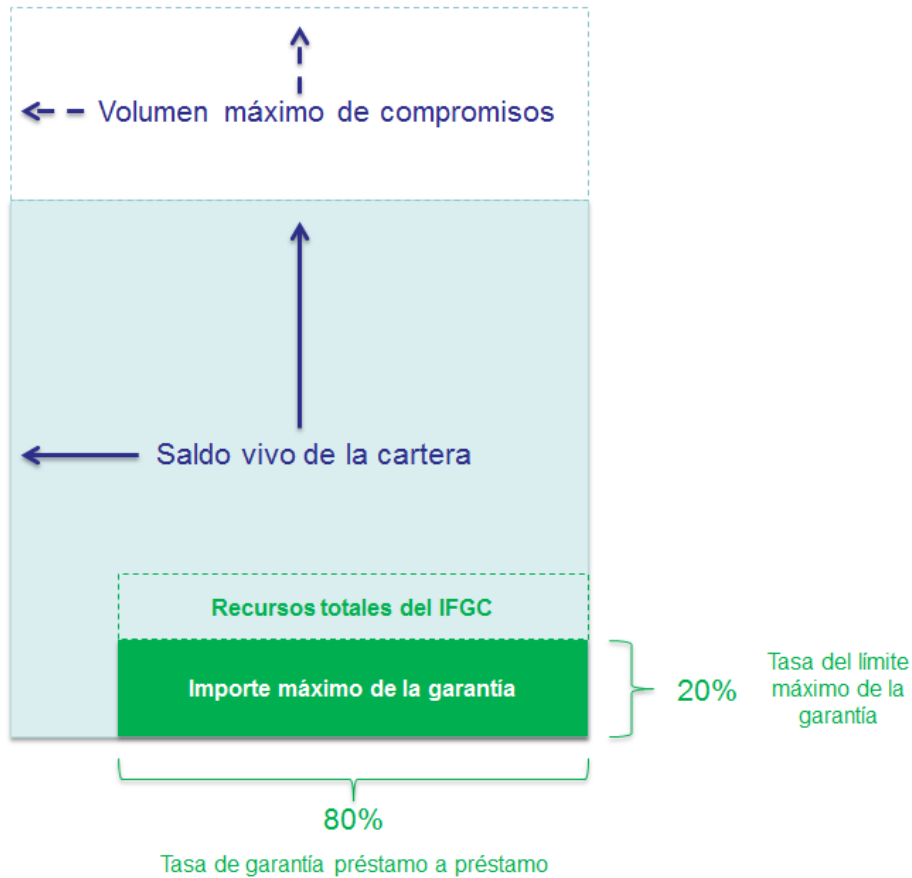 Volumen máximo de compromisos
Saldo vivo de la cartera
Recursos totales del IFGC
Importe máximo de la garantía
20%
Tasa del límite
máximo de la
garantía
80%
Tasa de garantía préstamo a préstamo